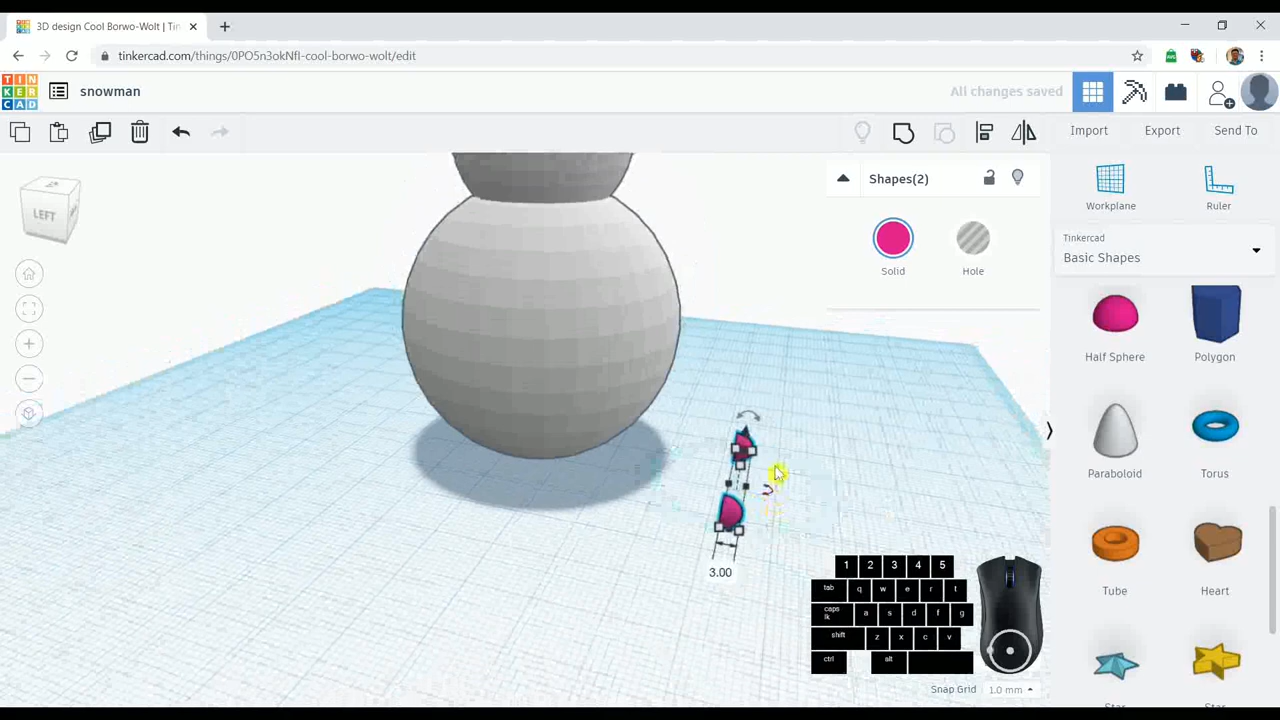 3D design Cool Borwo-Wolt | Tin
tinkercad.com/things/0PO5n3okNfI-cool-borwo-wolt/edit
TIN
KER
CAD
snowman
All changes saved
Import
Export
Send To
LEFT
Shapes(2)
Solid
Hole
Workplane
Ruler
Tinkercad
Basic Shapes
Half Sphere
Polygon
Paraboloid
Torus
Tube
Heart
Star
Star
3.00
1 2 3 4 5
tab q w e r t
caps lk a s d f g
shift z x c v
ctrl alt
Snap Grid 1.0 mm